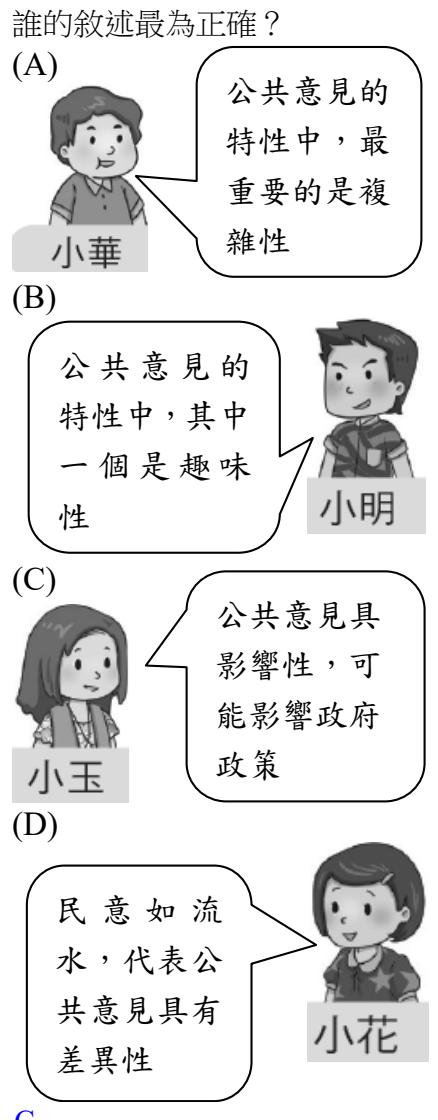 誰的敘述最為正確？
(A)
公共意見的
特性中，最
重要的是複
雜性
小華
(B)
公共意見的
特性中，其中
一個是趣味
性
小明
(C)
公共意見具
影響性，可
能影響政府
政策
小玉
(D)
民意如流
水，代表公
共意見具有
差異性
小花
C